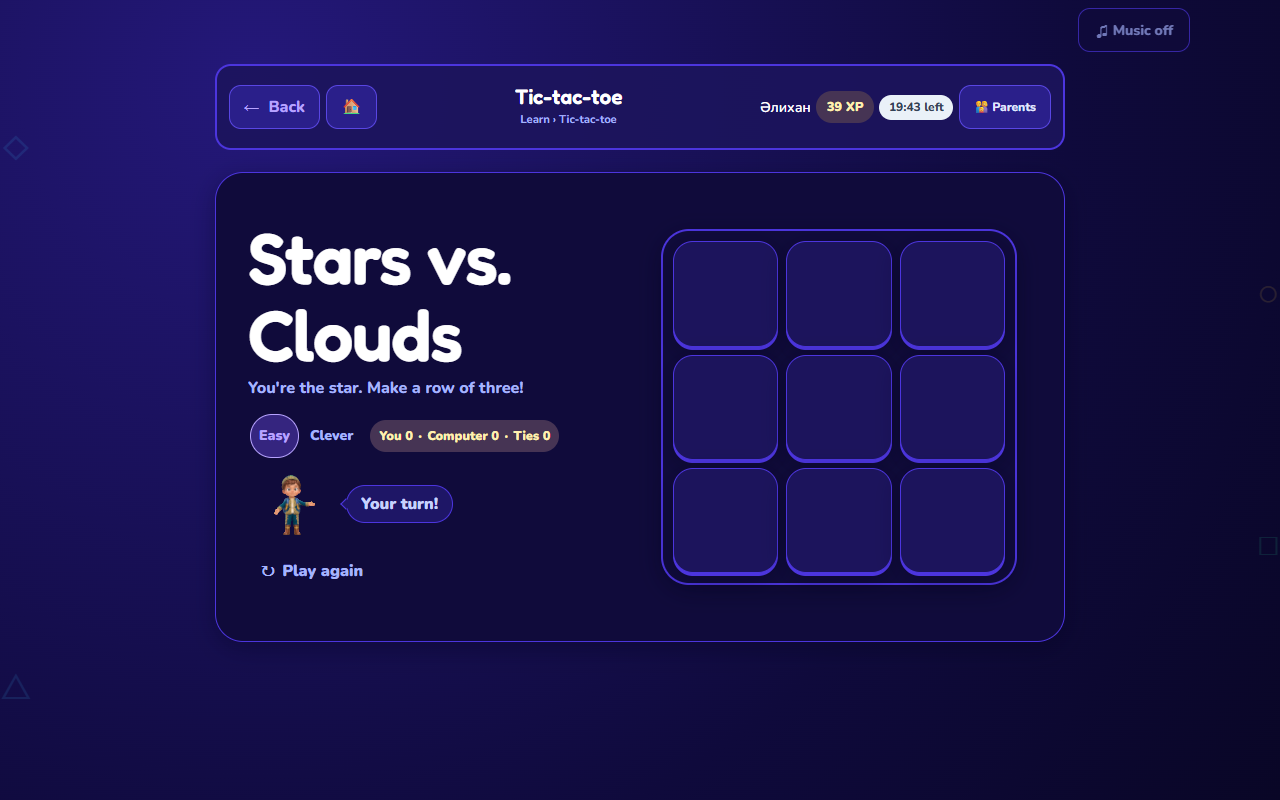 ♫ Music off
← Back
Tic-tac-toe
Learn › Tic-tac-toe
Әлихан
39 XP
19:43 left
Parents
Stars vs.
Clouds
You're the star. Make a row of three!
Easy
Clever
You 0 · Computer 0 · Ties 0
Your turn!
↻ Play again